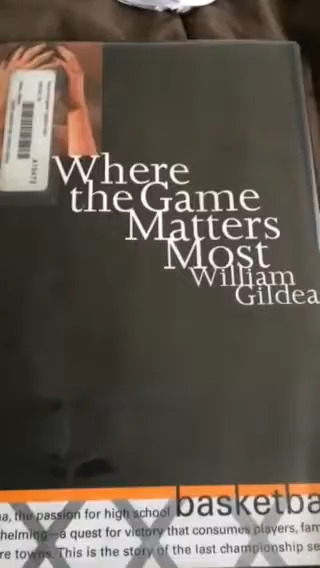 Where
the Game
Matters
Most
William
Gildea
a, the passion for high school basketba
helming—a quest for victory that consumes players, fam
re towns. This is the story of the last championship se